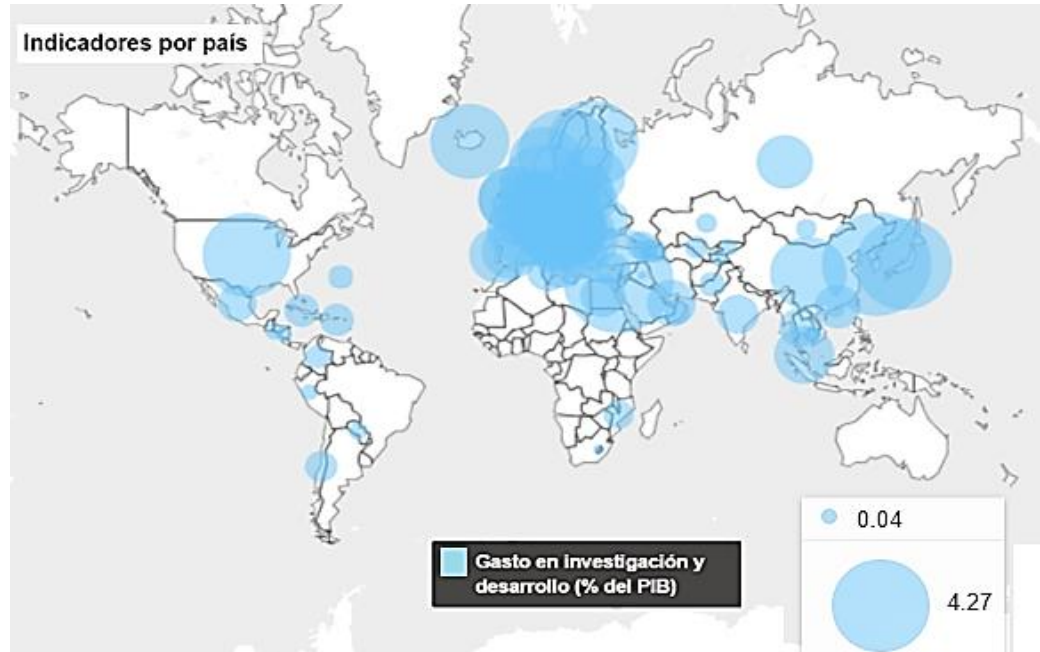 Indicadores por país
Gasto en investigación y
desarrollo (% del PIB)
0.04
4.27